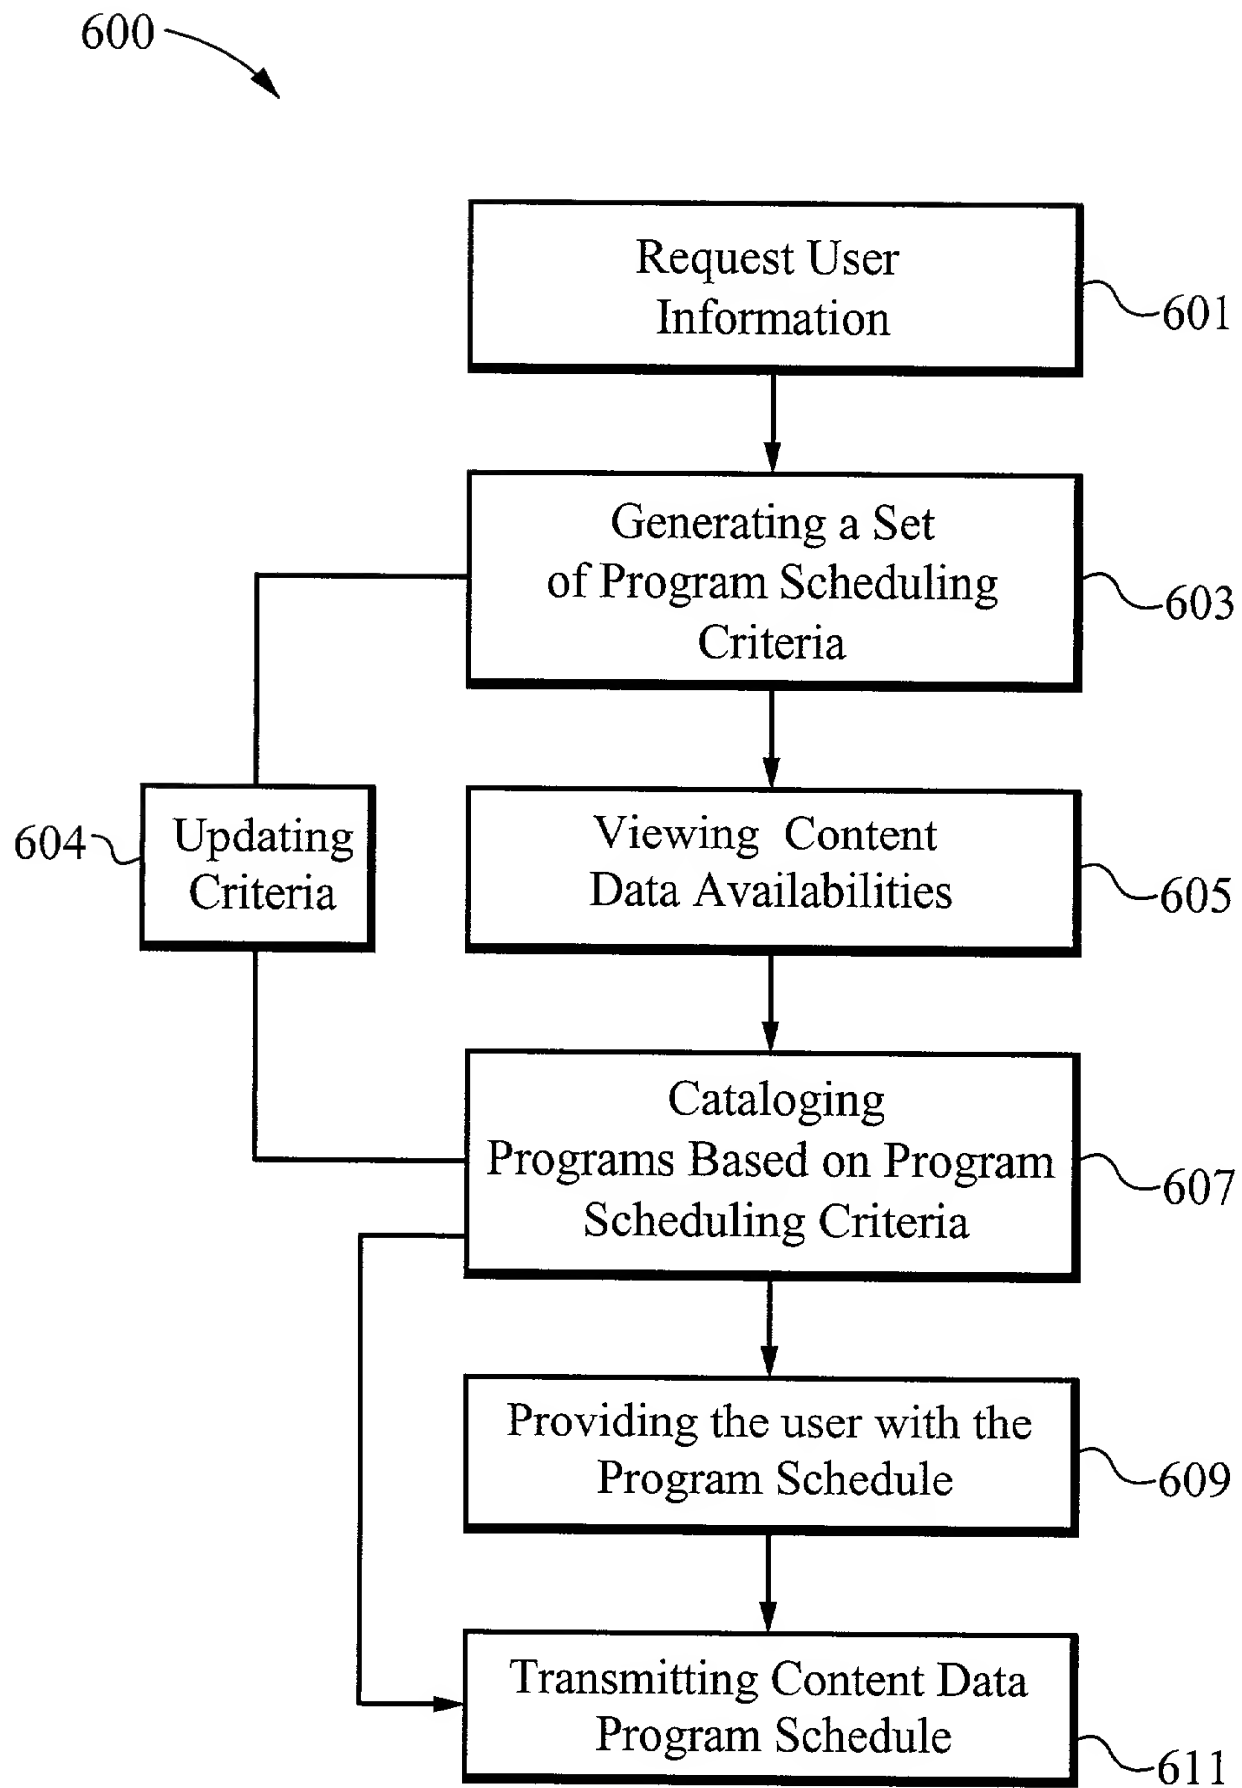 600
Request User
Information
601
Generating a Set
of Program Scheduling
Criteria
603
Updating
Criteria
604
Viewing Content
Data Availabilities
605
Cataloging
Programs Based on Program
Scheduling Criteria
607
Providing the user with the
Program Schedule
609
Transmitting Content Data
Program Schedule
611